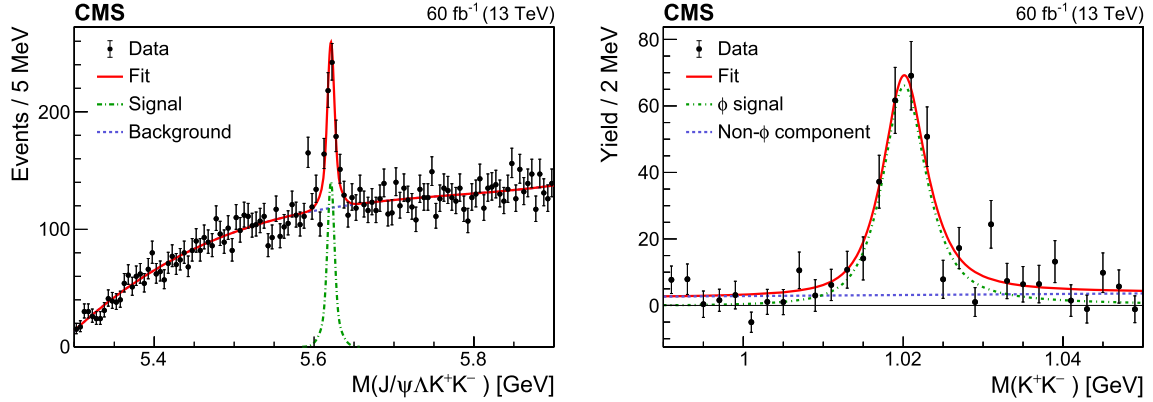 CMS
60 fb⁻¹ (13 TeV)
Events / 5 MeV
Data
Fit
Signal
Background
200
100
0
5.4
5.6
5.8
M(J/ψΛK⁺K⁻ ) [GeV]
CMS
60 fb⁻¹ (13 TeV)
Yield / 2 MeV
Data
Fit
ϕ signal
Non-ϕ component
80
60
40
20
0
1
1.02
1.04
M(K⁺K⁻ ) [GeV]